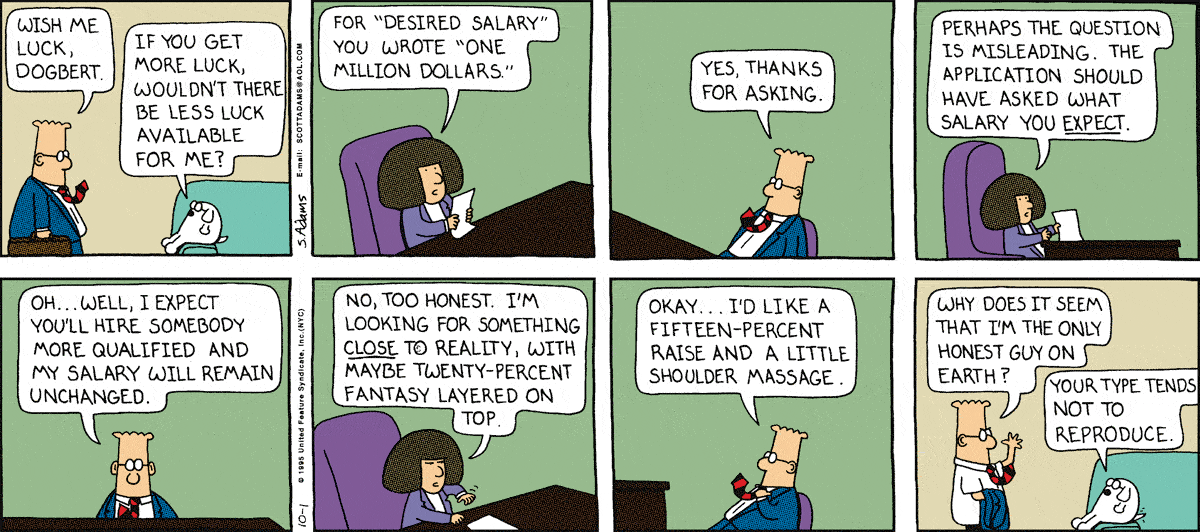 WISH ME
LUCK,
DOGBERT.
IF YOU GET
MORE LUCK,
WOULDN'T THERE
BE LESS LUCK
AVAILABLE
FOR ME?
S.Adams
E-mail: SCOTTADAMS@AOL.COM
FOR "DESIRED SALARY"
YOU WROTE "ONE
MILLION DOLLARS."
YES, THANKS
FOR ASKING.
PERHAPS THE QUESTION
IS MISLEADING. THE
APPLICATION SHOULD
HAVE ASKED WHAT
SALARY YOU EXPECT.
OH...WELL, I EXPECT
YOU'LL HIRE SOMEBODY
MORE QUALIFIED AND
MY SALARY WILL REMAIN
UNCHANGED.
10-1
© 1995 United Feature Syndicate, Inc.(NYC)
NO, TOO HONEST. I'M
LOOKING FOR SOMETHING
CLOSE TO REALITY, WITH
MAYBE TWENTY-PERCENT
FANTASY LAYERED ON
TOP.
OKAY... I'D LIKE A
FIFTEEN-PERCENT
RAISE AND A LITTLE
SHOULDER MASSAGE.
WHY DOES IT SEEM
THAT I'M THE ONLY
HONEST GUY ON
EARTH?
YOUR TYPE TENDS
NOT TO
REPRODUCE.